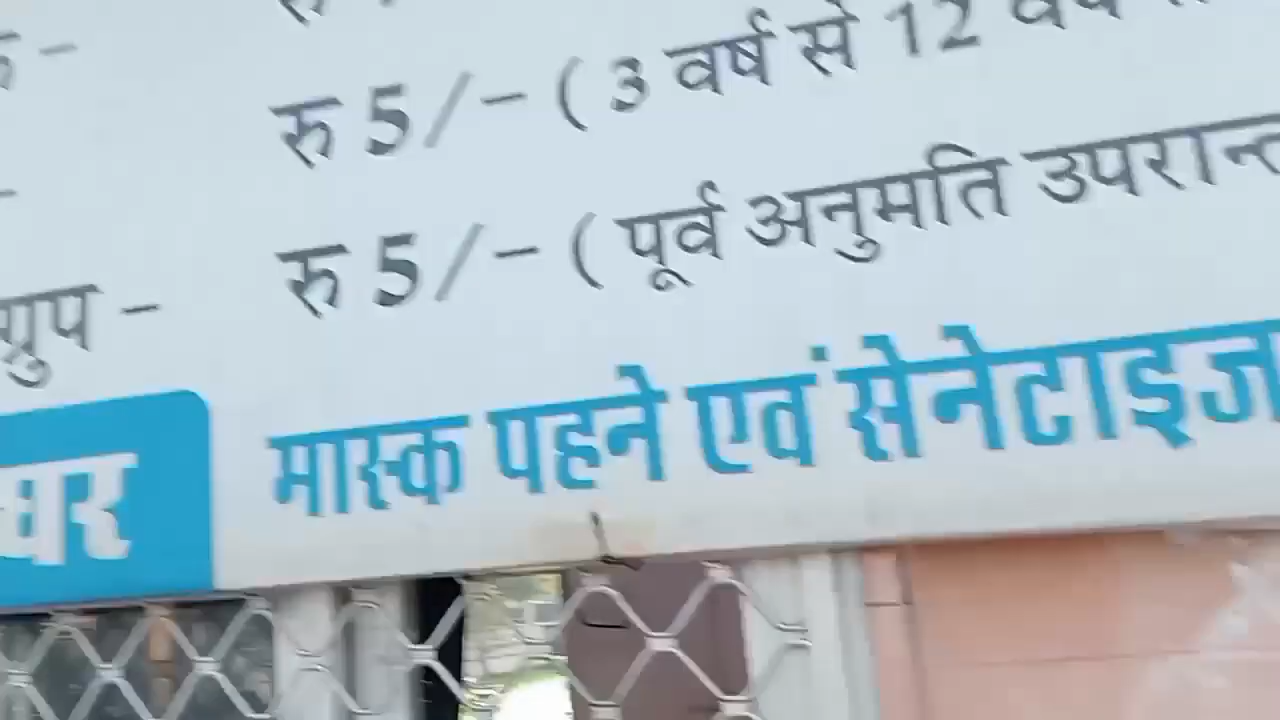 रु 5/- ( 3 वर्ष से 12 वर्ष
रु 5/- ( पूर्व अनुमति उपरान्त
ग्रुप -
मास्क पहने एवं सेनेटाइज
घर